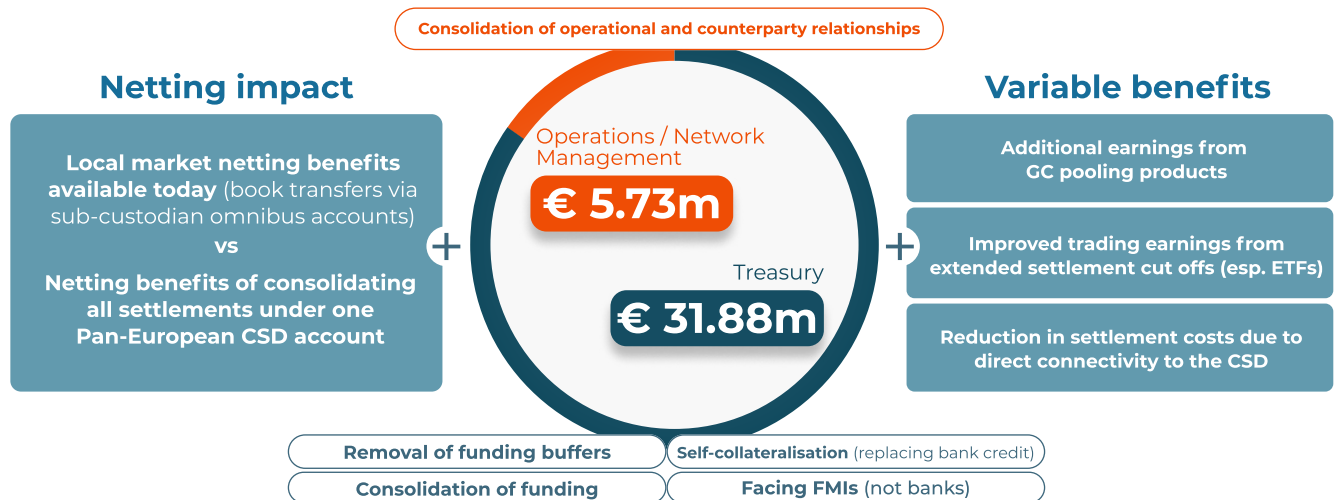 Consolidation of operational and counterparty relationships
Netting impact
Local market netting benefits
available today (book transfers via
sub-custodian omnibus accounts)
vs
Netting benefits of consolidating
all settlements under one
Pan-European CSD account
+
Operations / Network
Management
€ 5.73m
Treasury
€ 31.88m
+
Variable benefits
Additional earnings from
GC pooling products
Improved trading earnings from
extended settlement cut offs (esp. ETFs)
Reduction in settlement costs due to
direct connectivity to the CSD
Removal of funding buffers
Self-collateralisation (replacing bank credit)
Consolidation of funding
Facing FMIs (not banks)